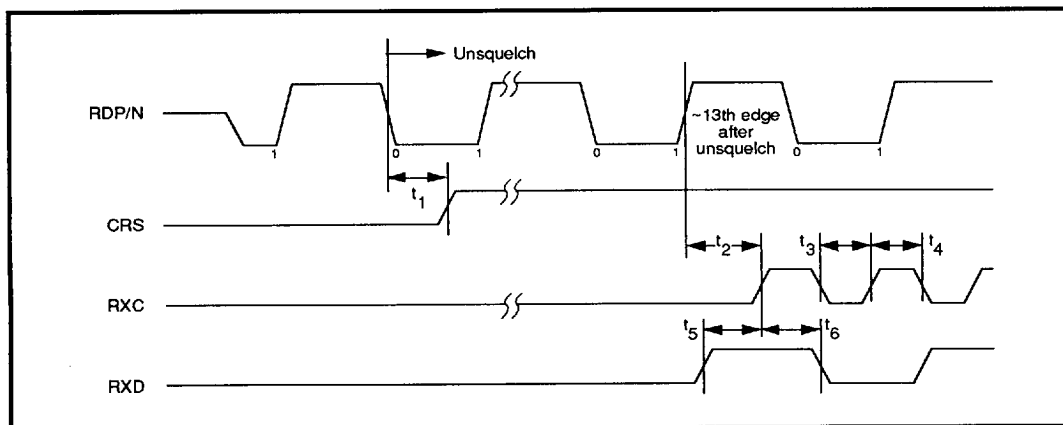 Unsquelch
RDP/N
~13th edge
after
unsquelch
1 0 1 0 1 0 1
t1
CRS
t2 t3 t4
RXC
t5 t6
RXD